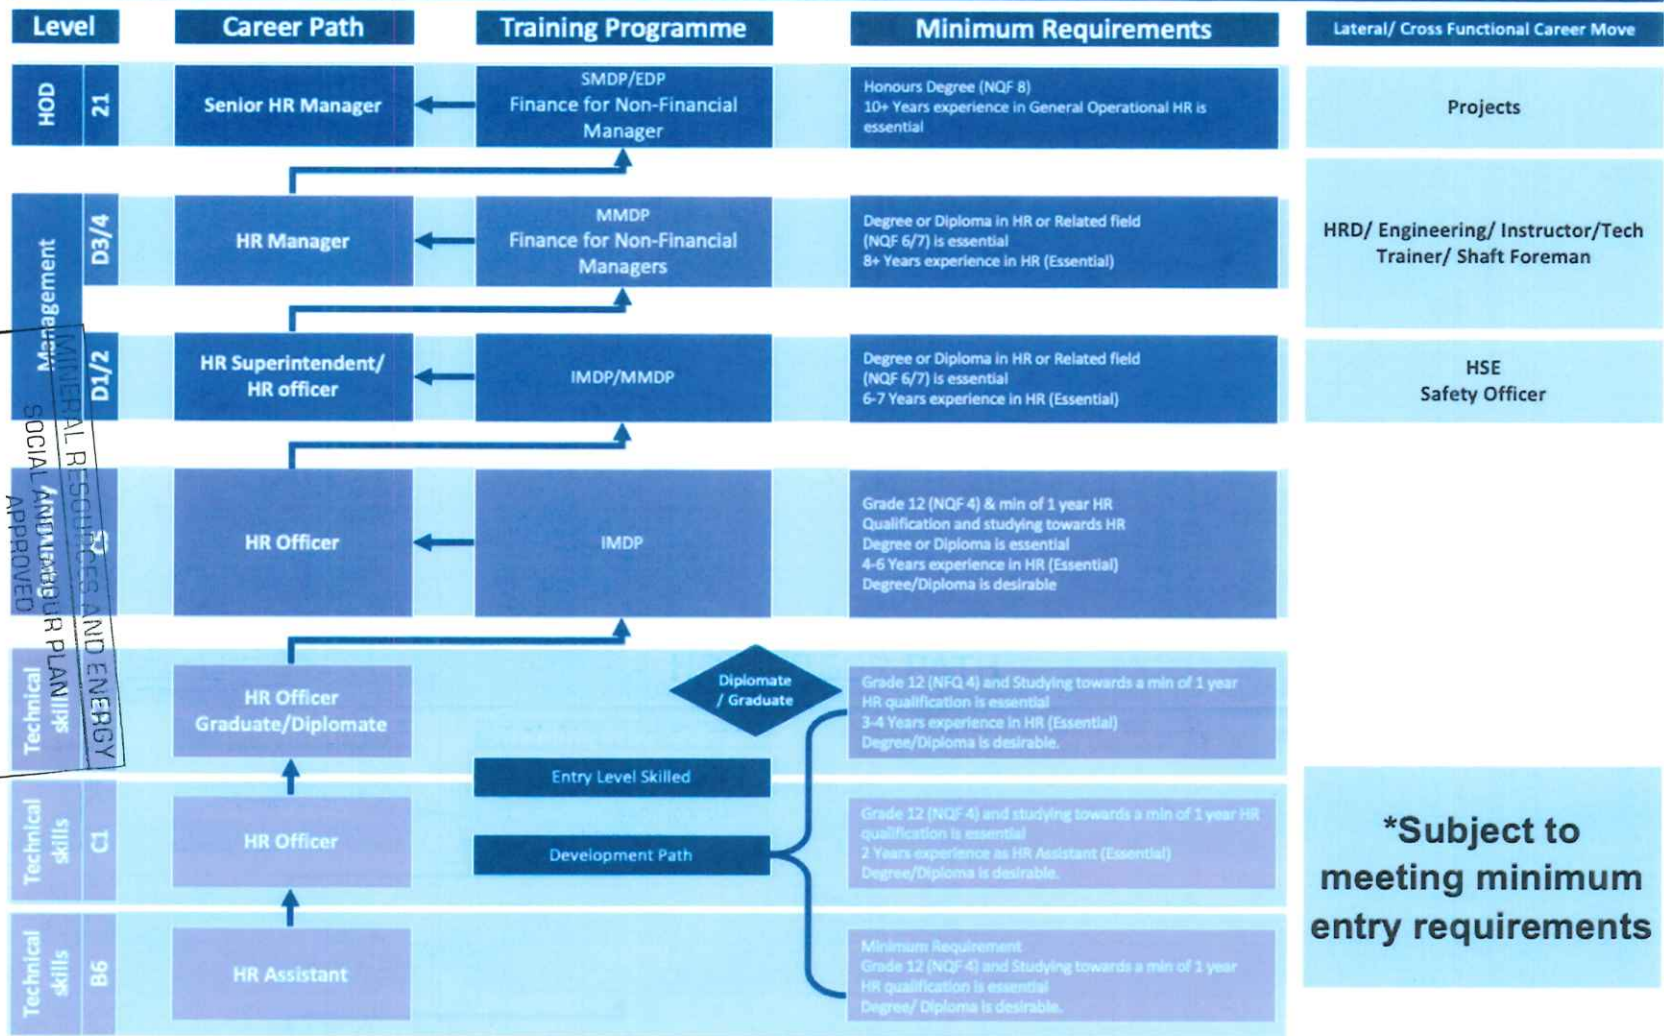 Level
Career Path
Training Programme
Minimum Requirements
Lateral/ Cross Functional Career Move
HOD
21
Senior HR Manager
SMDP/EDP
Finance for Non-Financial
Manager
Honours Degree (NQF 8)
10+ Years experience in General Operational HR is
essential
Projects
Management
D3/4
HR Manager
MMDP
Finance for Non-Financial
Managers
Degree or Diploma in HR or Related field
(NQF 6/7) is essential
8+ Years experience in HR (Essential)
HRD/ Engineering/ Instructor/Tech
Trainer/ Shaft Foreman
D1/2
HR Superintendent/
HR officer
IMDP/MMDP
Degree or Diploma in HR or Related field
(NQF 6/7) is essential
6-7 Years experience in HR (Essential)
HSE
Safety Officer
MINERAL RESOURCES AND ENERGY
SOCIAL AND LABOUR PLAN
APPROVED
HR Officer
IMDP
Grade 12 (NQF 4) & min of 1 year HR
Qualification and studying towards HR
Degree or Diploma is essential
4-6 Years experience in HR (Essential)
Degree/Diploma is desirable
Technical
skills
HR Officer
Graduate/Diplomate
Diplomate
/ Graduate
Grade 12 (NFQ 4) and Studying towards a min of 1 year
HR qualification is essential
3-4 Years experience in HR (Essential)
Degree/Diploma is desirable.
Entry Level Skilled
Technical
skills
C1
HR Officer
Development Path
Grade 12 (NQF 4) and studying towards a min of 1 year HR
qualification is essential
2 Years experience as HR Assistant (Essential)
Degree/Diploma is desirable.
*Subject to
meeting minimum
entry requirements
Technical
skills
B6
HR Assistant
Minimum Requirement
Grade 12 (NQF 4) and Studying towards a min of 1 year
HR qualification is essential
Degree/ Diploma is desirable.